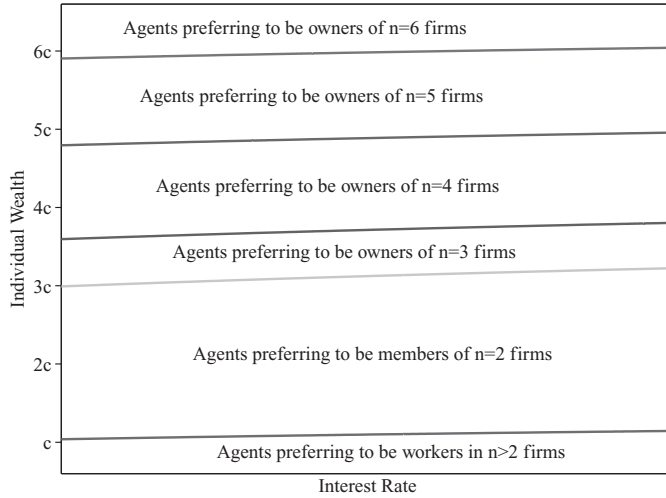 Agents preferring to be owners of n=6 firms
6c
Agents preferring to be owners of n=5 firms
5c
Agents preferring to be owners of n=4 firms
4c
Individual Wealth
Agents preferring to be owners of n=3 firms
3c
Agents preferring to be members of n=2 firms
2c
c
Agents preferring to be workers in n>2 firms
Interest Rate